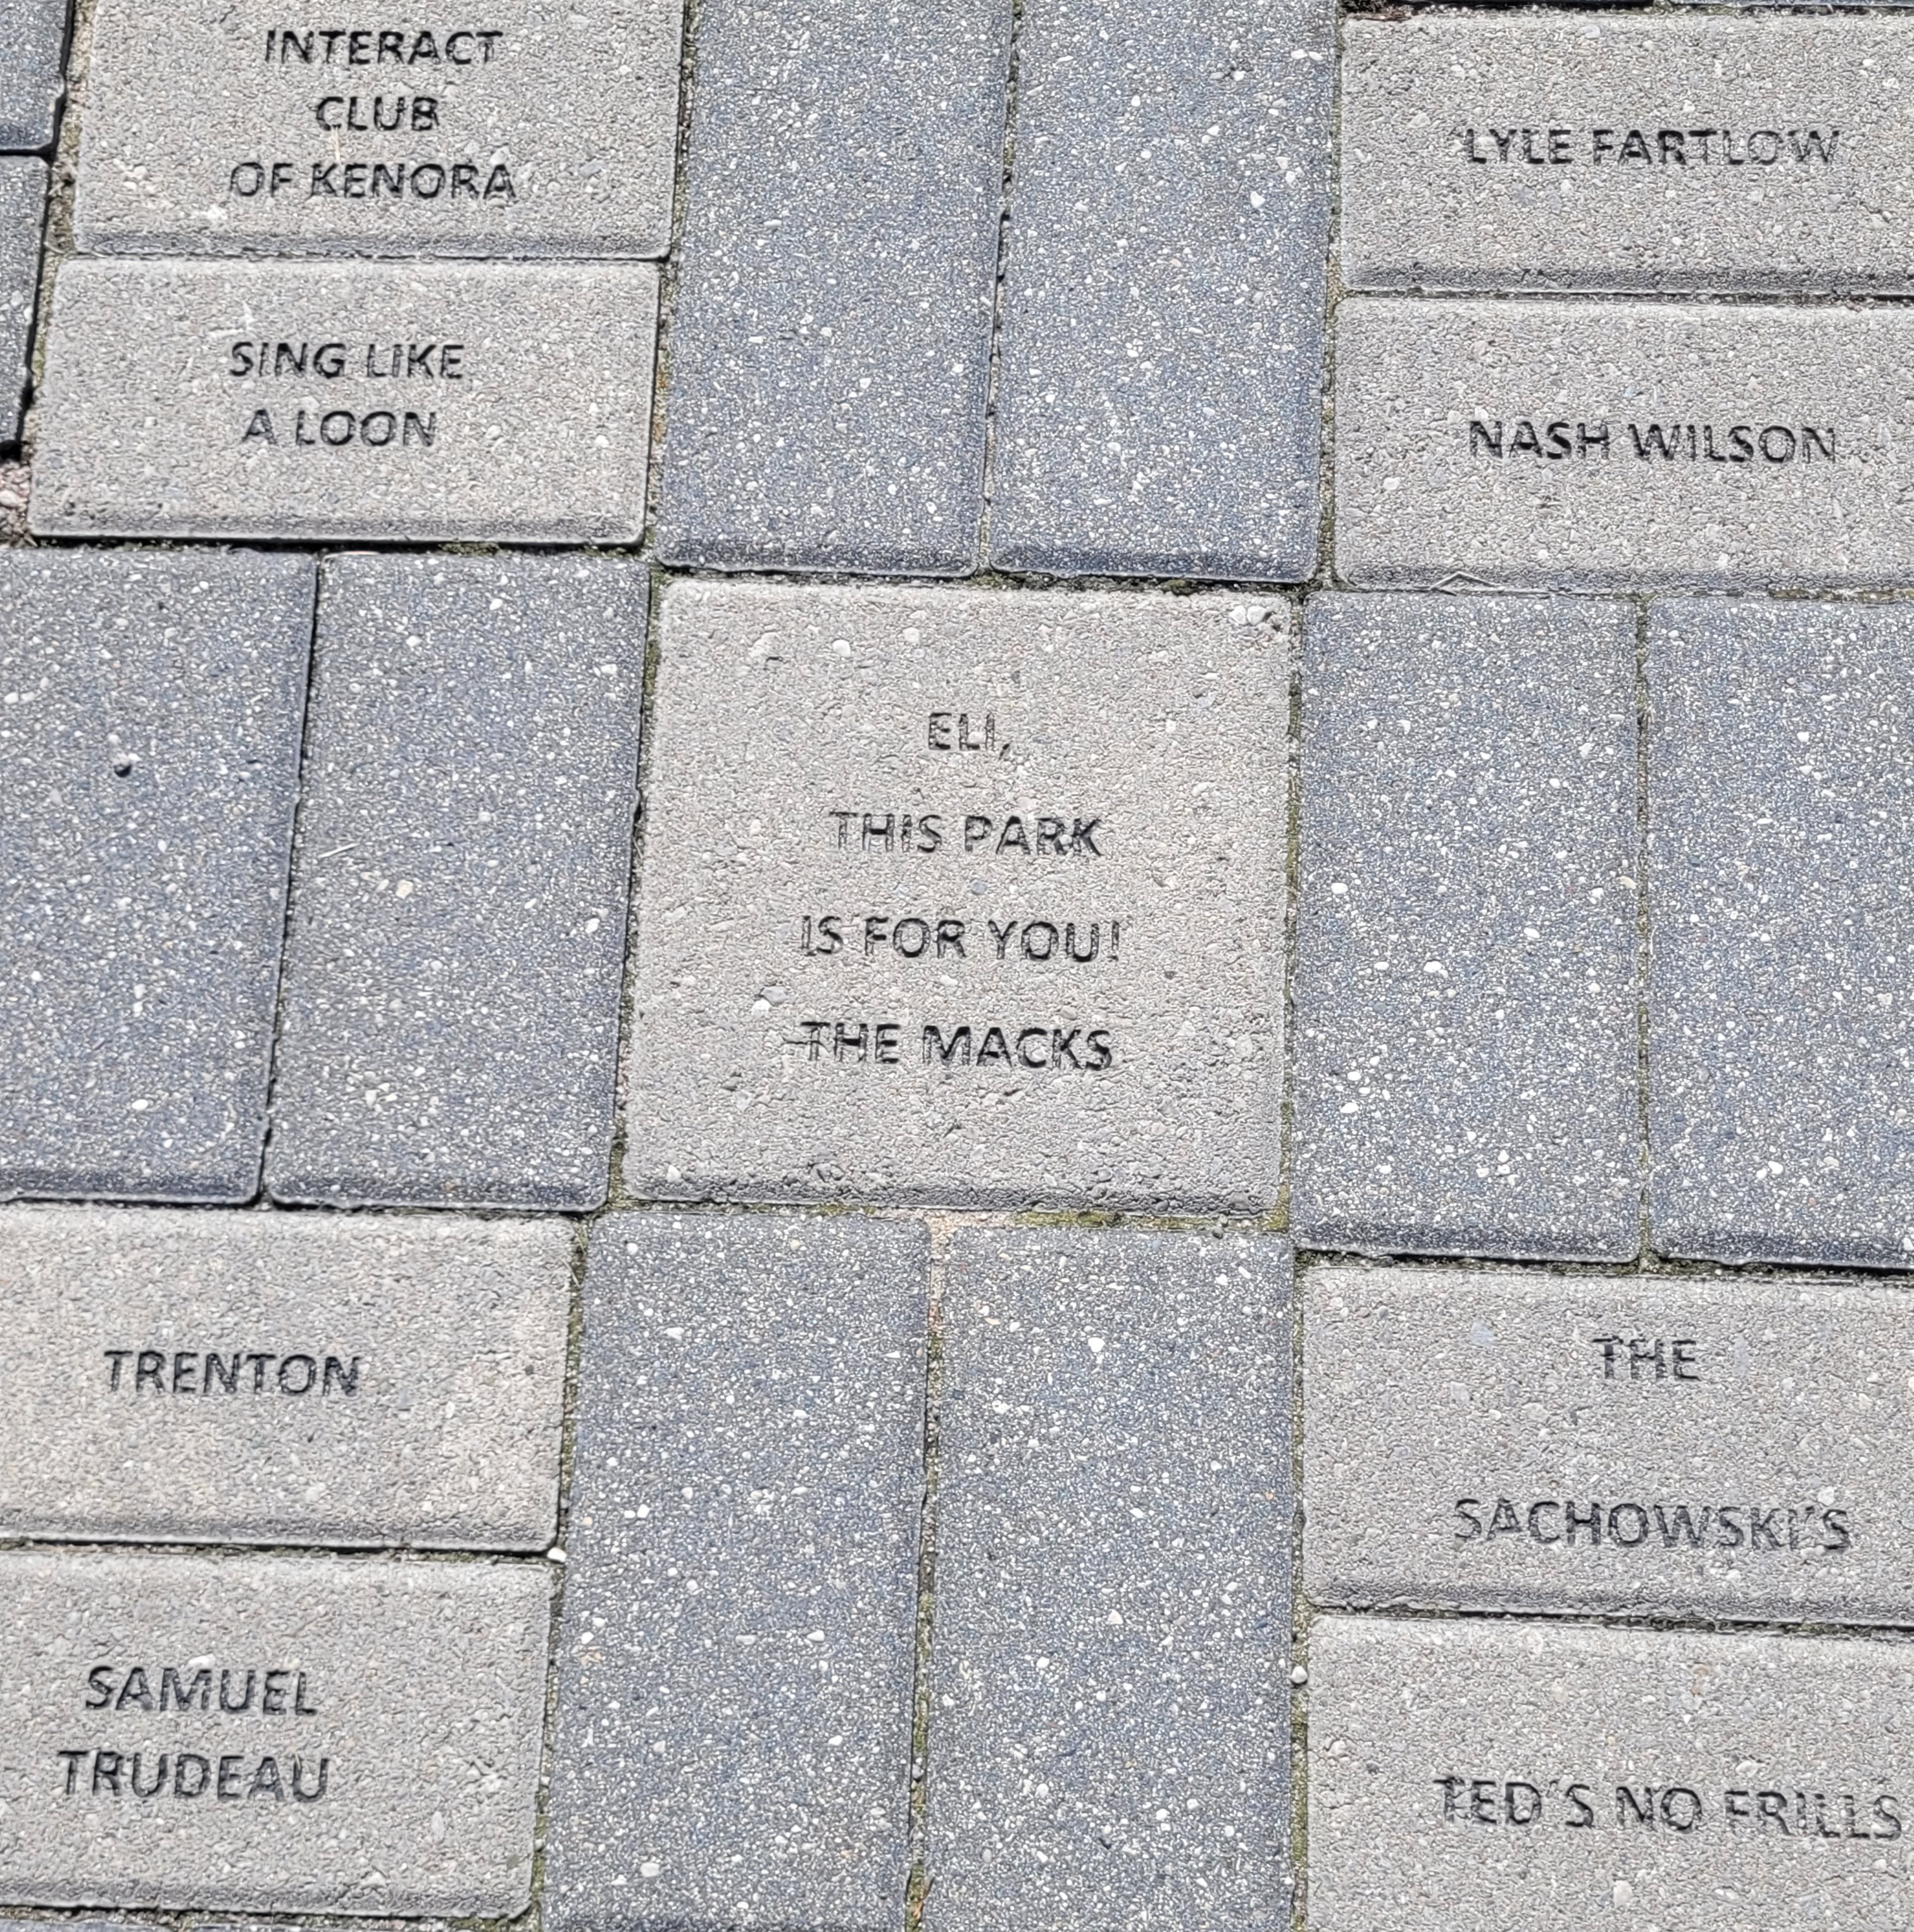 INTERACT
CLUB
OF KENORA
LYLE FARTLOW
SING LIKE
A LOON
NASH WILSON
ELI,
THIS PARK
IS FOR YOU!
THE MACKS
TRENTON
THE
SACHOWSKI'S
SAMUEL
TRUDEAU
TED'S NO FRILLS